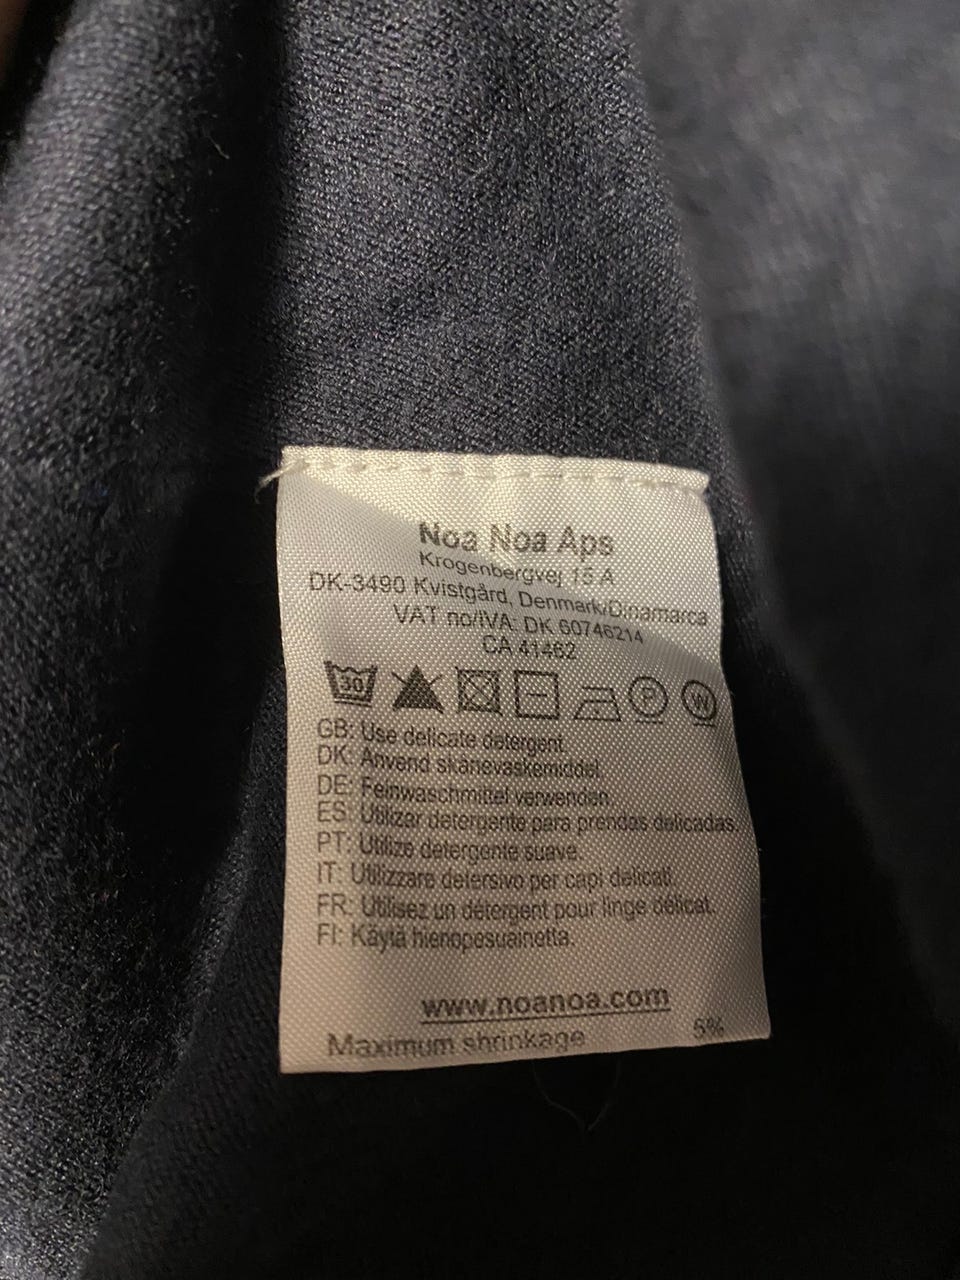 Noa Noa Aps
Krogenbergvej 15 A
DK-3490 Kvistgård, Denmark/Dinamarca
VAT no/IVA: DK 60746214
CA 41462
30 P W
GB: Use delicate detergent.
DK: Anvend skånevaskemiddel.
DE: Feinwaschmittel verwenden.
ES: Utilizar detergente para prendas delicadas.
PT: Utilize detergente suave.
IT: Utilizzare detersivo per capi delicati.
FR: Utilisez un détergent pour linge délicat.
FI: Käytä hienopesuainetta.
www.noanoa.com
Maximum shrinkage 5%